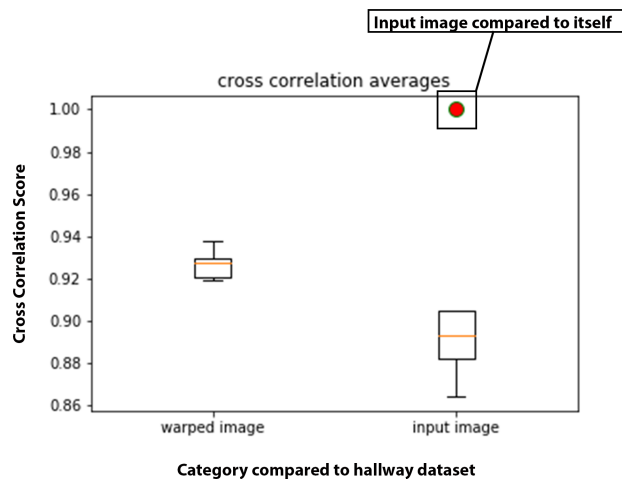 Input image compared to itself
cross correlation averages
1.00
0.98
0.96
0.94
0.92
0.90
0.88
0.86
Cross Correlation Score
warped image
input image
Category compared to hallway dataset